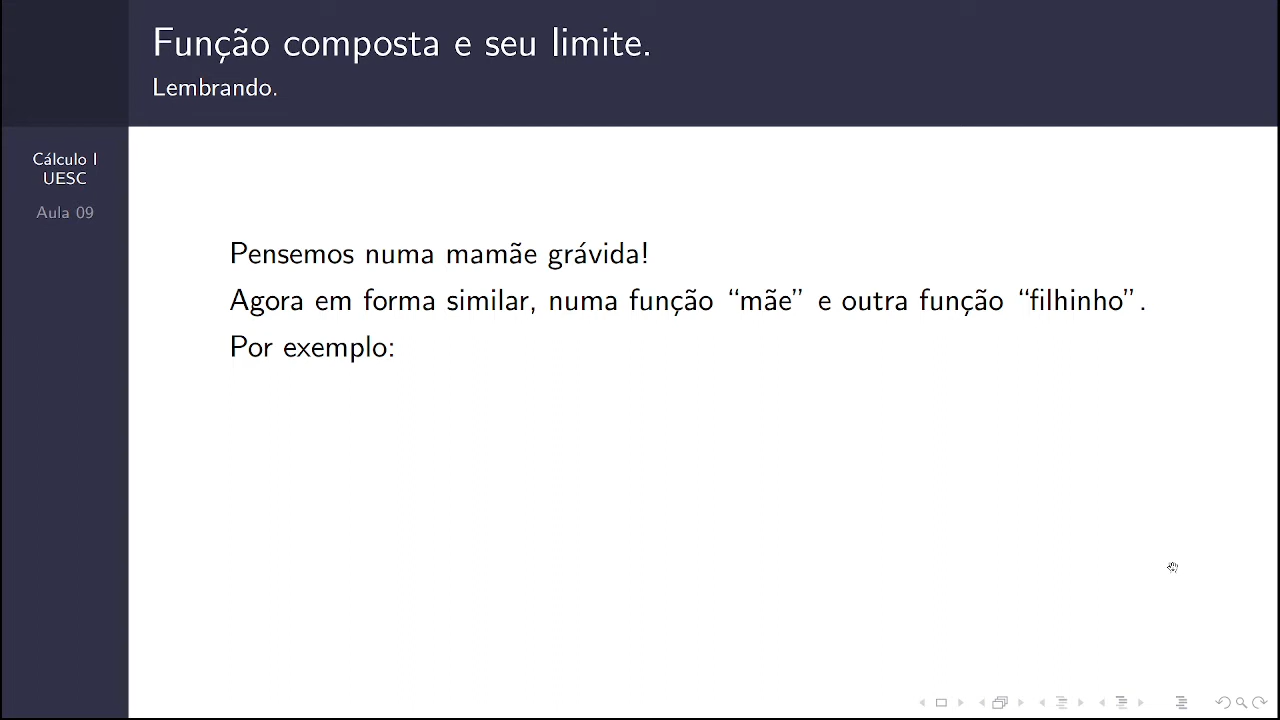 Função composta e seu limite.
Lembrando.
Cálculo I
UESC
Aula 09
Pensemos numa mamãe grávida!
Agora em forma similar, numa função “mãe” e outra função “filhinho”.
Por exemplo: